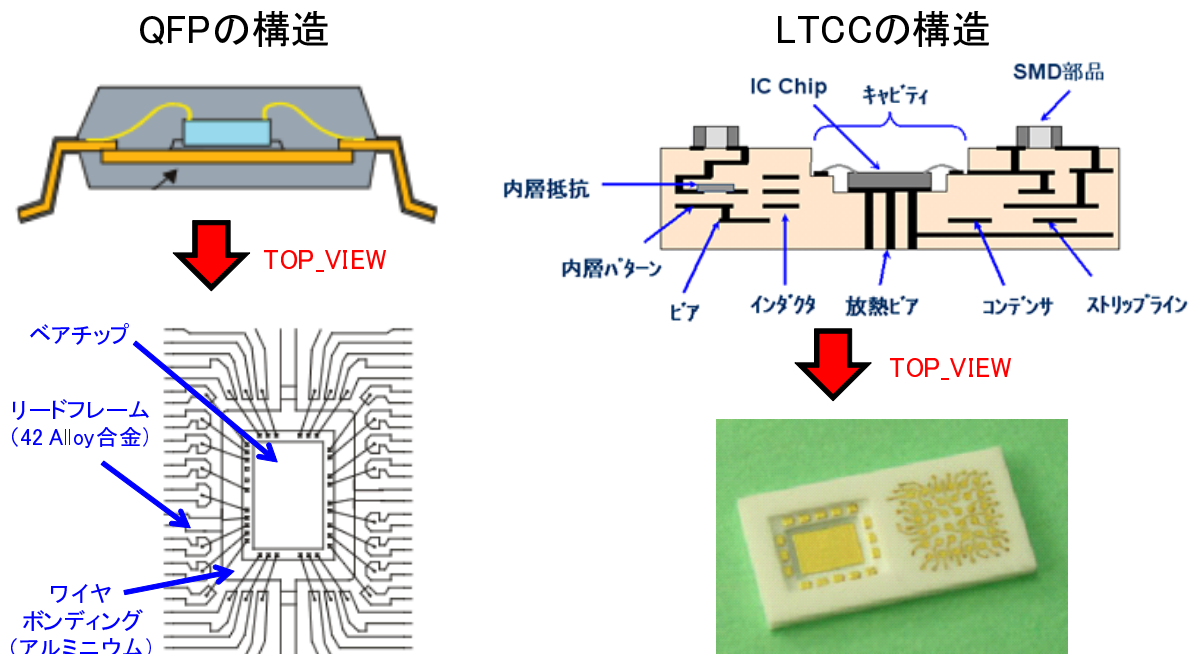 QFPの構造
LTCCの構造
SMD部品
IC Chip
ｷｬﾋﾞﾃｨ
内層抵抗
内層ﾊﾟﾀｰﾝ
ﾋﾞｱ
ｲﾝﾀﾞｸﾀ
放熱ﾋﾞｱ
ｺﾝﾃﾞﾝｻ
ｽﾄﾘｯﾌﾟﾗｲﾝ
TOP_VIEW
TOP_VIEW
ベアチップ
リードフレーム
（42 Alloy合金）
ワイヤ
ボンディング
（アルミニウム）